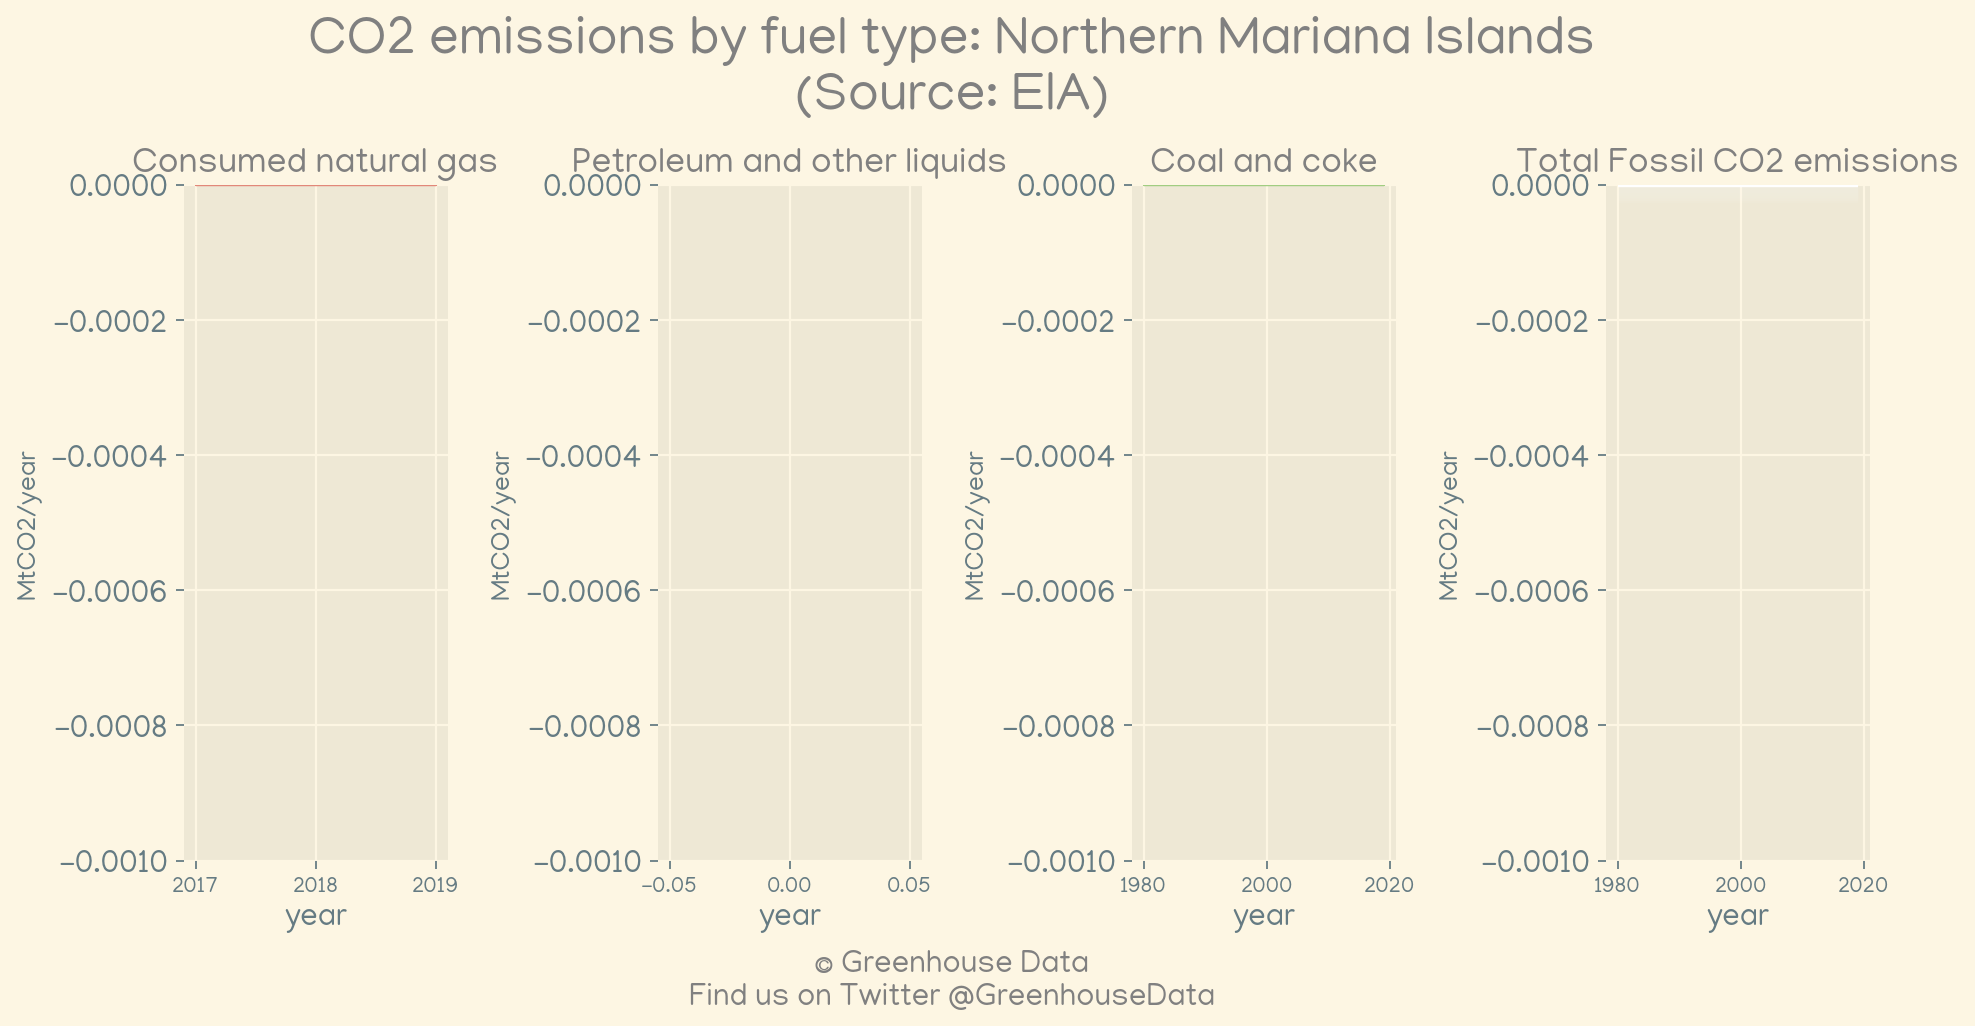 CO2 emissions by fuel type: Northern Mariana Islands
(Source: EIA)
Consumed natural gas
0.0000
-0.0002
-0.0004
-0.0006
-0.0008
-0.0010
MtCO2/year
2017 2018 2019
year
Petroleum and other liquids
0.0000
-0.0002
-0.0004
-0.0006
-0.0008
-0.0010
MtCO2/year
-0.05 0.00 0.05
year
Coal and coke
0.0000
-0.0002
-0.0004
-0.0006
-0.0008
-0.0010
MtCO2/year
1980 2000 2020
year
Total Fossil CO2 emissions
0.0000
-0.0002
-0.0004
-0.0006
-0.0008
-0.0010
MtCO2/year
1980 2000 2020
year
© Greenhouse Data
Find us on Twitter @GreenhouseData